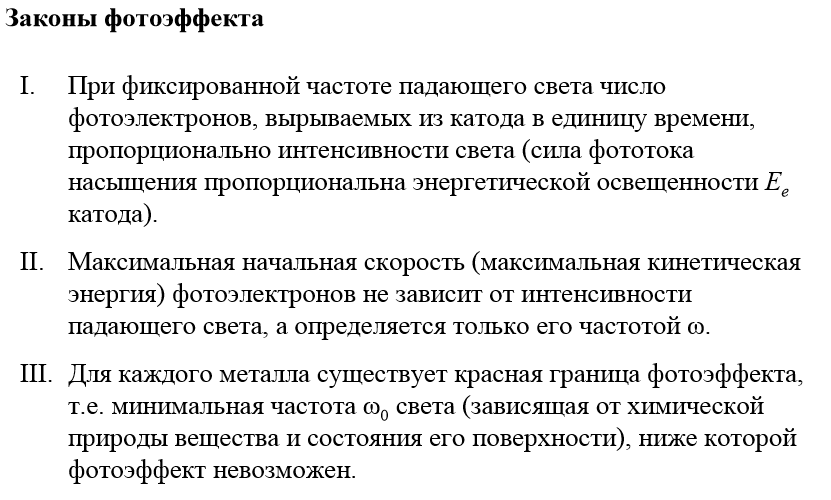 Законы фотоэффекта
I. При фиксированной частоте падающего света число
фотоэлектронов, вырываемых из катода в единицу времени,
пропорционально интенсивности света (сила фототока
насыщения пропорциональна энергетической освещенности Eₑ
катода).
II. Максимальная начальная скорость (максимальная кинетическая
энергия) фотоэлектронов не зависит от интенсивности
падающего света, а определяется только его частотой ω.
III. Для каждого металла существует красная граница фотоэффекта,
т.е. минимальная частота ω₀ света (зависящая от химической
природы вещества и состояния его поверхности), ниже которой
фотоэффект невозможен.